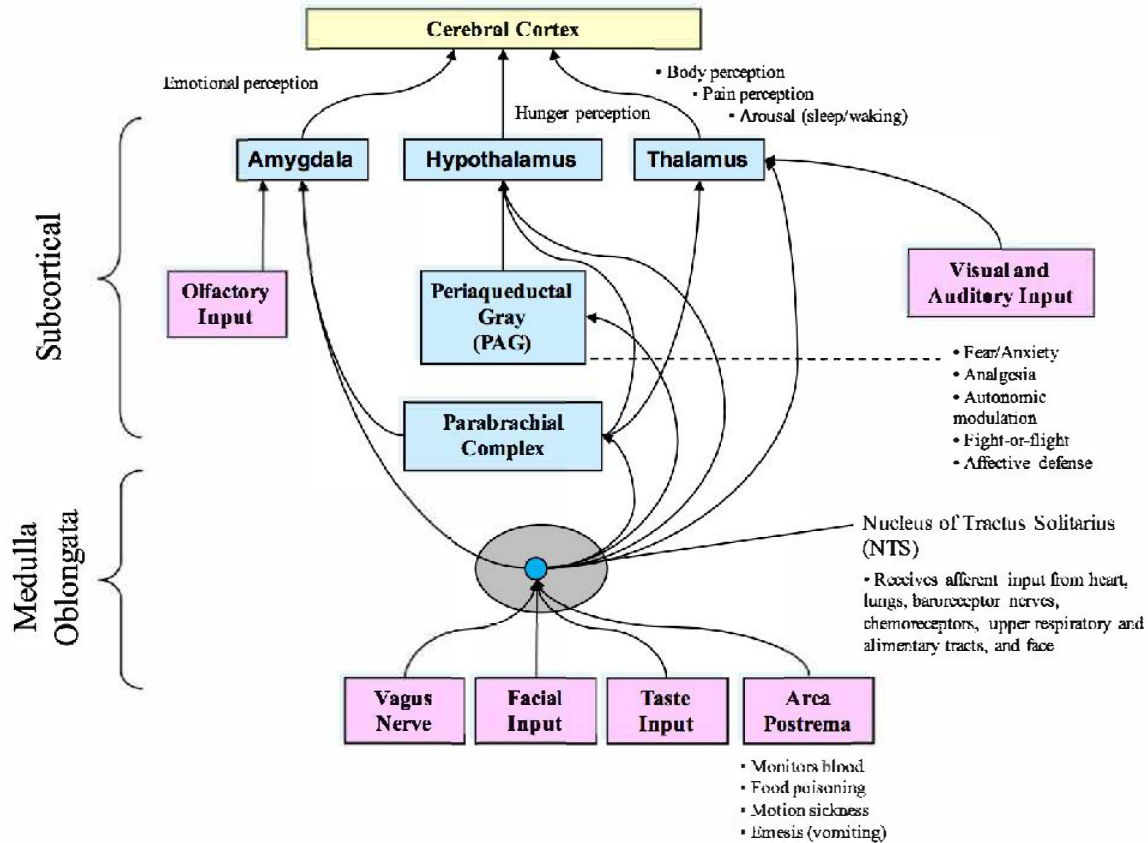 Cerebral Cortex
Emotional perception
Hunger perception
• Body perception
• Pain perception
• Arousal (sleep/waking)
Subcortical
Amygdala
Hypothalamus
Thalamus
Olfactory
Input
Periaqueductal
Gray
(PAG)
Visual and
Auditory Input
• Fear/Anxiety
• Analgesia
• Autonomic
modulation
• Fight-or-flight
• Affective defense
Parabrachial
Complex
Medulla
Oblongata
Nucleus of Tractus Solitarius
(NTS)
• Receives afferent input from heart,
lungs, baroreceptor nerves,
chemoreceptors, upper respiratory and
alimentary tracts, and face
Vagus
Nerve
Facial
Input
Taste
Input
Area
Postrema
• Monitors blood
• Food poisoning
• Motion sickness
• Emesis (vomiting)